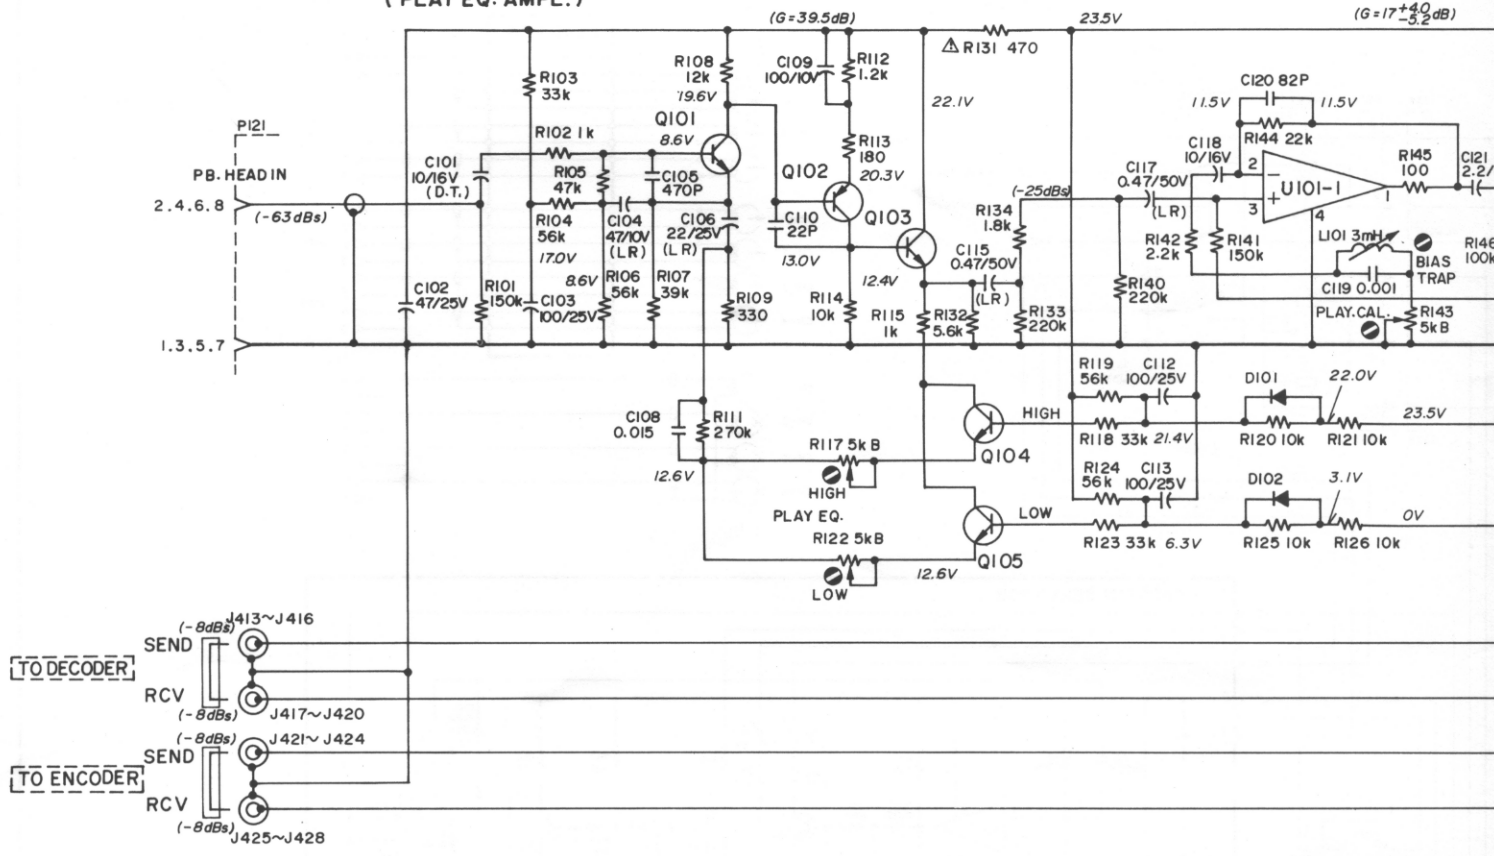 ( PLAY EQ. AMPL. )
(G=39.5dB)
23.5V
(G=17+4.0-5.2dB)
R131 470
R103 33k
R108 12k
19.6V
C109 100/10V
R112 1.2k
22.1V
C120 82P
11.5V
11.5V
R144 22k
P121
PB. HEAD IN
2.4.6.8
(-63dBs)
1.3.5.7
C101 10/16V (D.T.)
R102 1k
8.6V
Q101
R105 47k
C105 470P
R104 56k
17.0V
C104 47/10V (LR)
C106 22/25V (LR)
R113 180
20.3V
Q102
Q103
C110 22P
13.0V
12.4V
C118 10/16V
C117 0.47/50V (LR)
(-25dBs)
R134 1.8k
C115 0.47/50V (LR)
2
3
4
1
U101-1
R145 100
C121 2.2/
R142 2.2k
R141 150k
L101 3mH
BIAS TRAP
C119 0.001
R146 100k
PLAY.CAL.
R143 5kB
C102 47/25V
R101 150k
C103 100/25V
8.6V
R106 56k
R107 39k
R109 330
R114 10k
R115 1k
R132 5.6k
R133 220k
R140 220k
R119 56k
C112 100/25V
D101
22.0V
C108 0.015
R111 270k
R117 5k B
HIGH
Q104
HIGH
R118 33k
21.4V
R120 10k
R121 10k
23.5V
12.6V
PLAY EQ.
R124 56k
C113 100/25V
D102
3.1V
R122 5kB
LOW
Q105
12.6V
LOW
R123 33k
6.3V
R125 10k
R126 10k
0V
TO DECODER
SEND
(-8dBs)
J413~J416
RCV
(-8dBs)
J417~J420
TO ENCODER
SEND
(-8dBs)
J421~J424
RCV
(-8dBs)
J425~J428